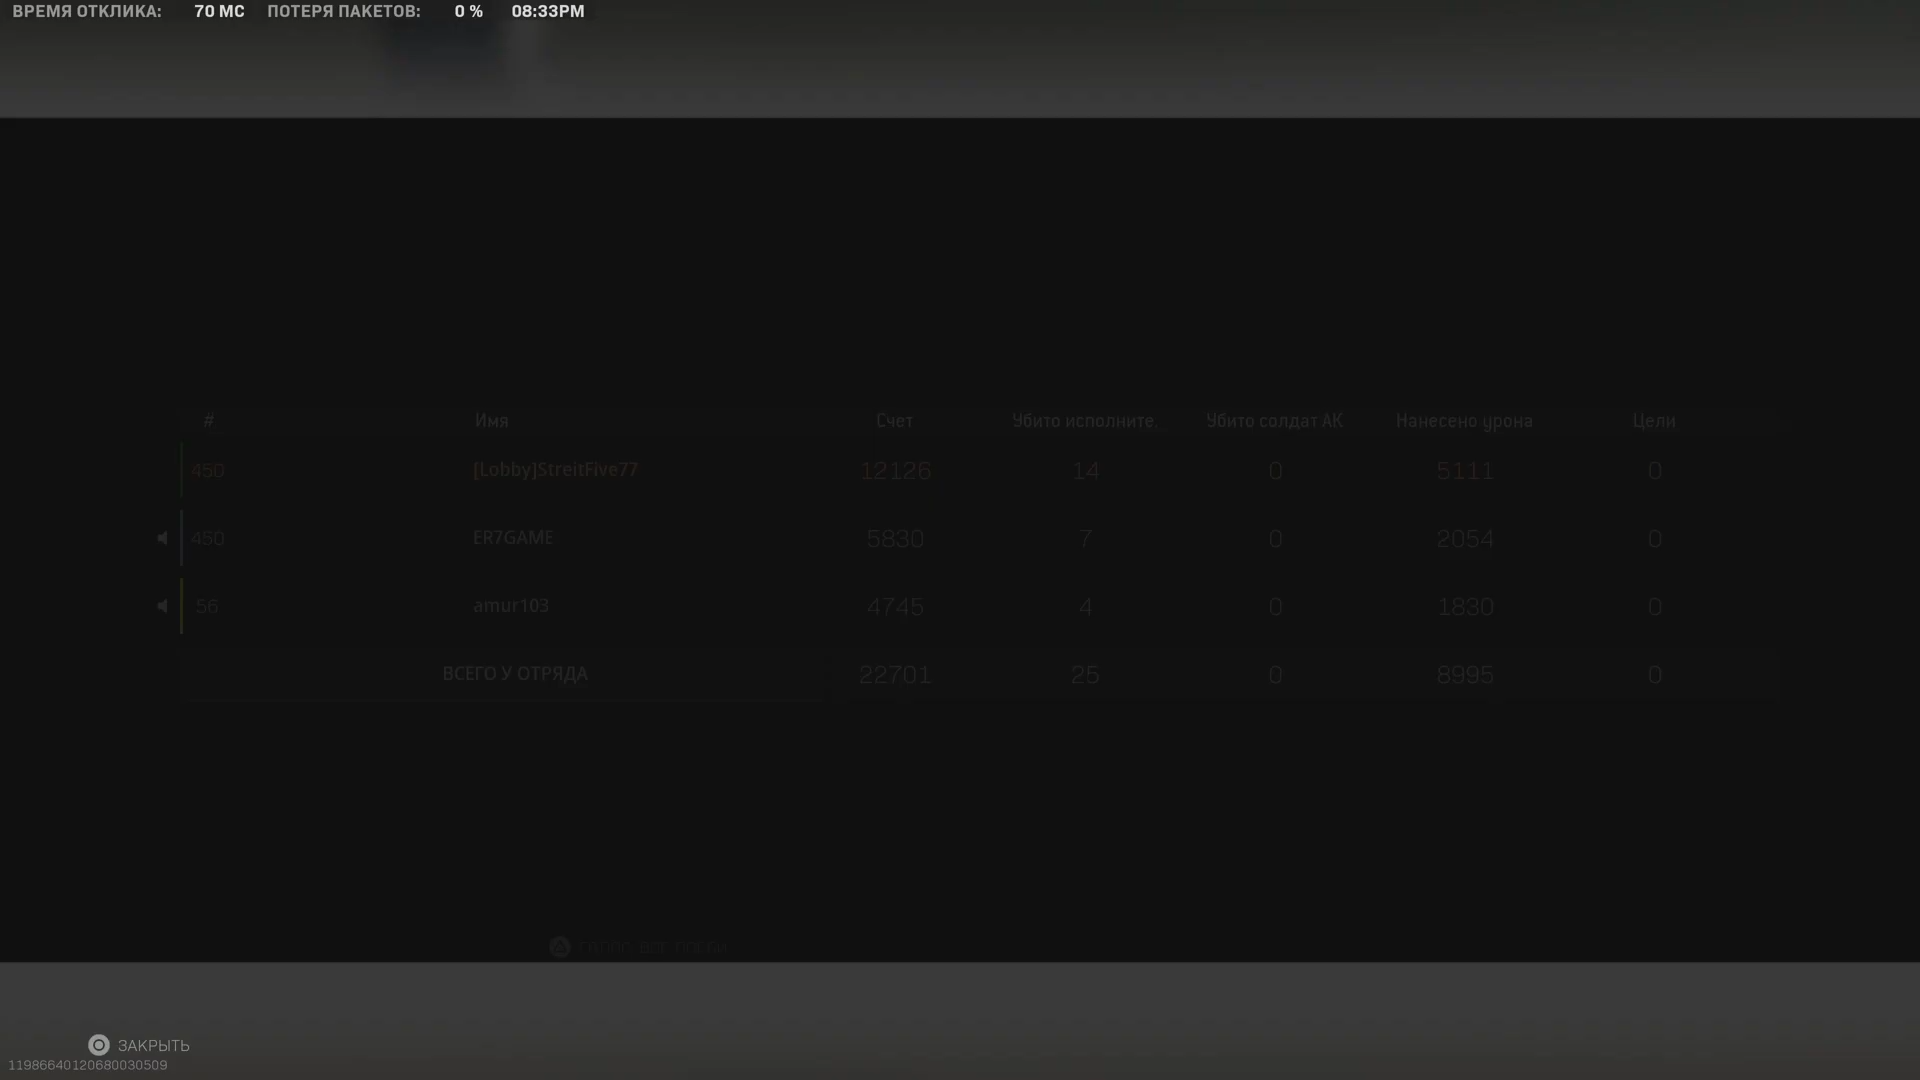 ВРЕМЯ ОТКЛИКА: 70 МС ПОТЕРЯ ПАКЕТОВ: 0 % 08:33PM
# Имя Счет Убито исполните. Убито солдат АК Нанесено урона Цели
450 [Lobby]StreitFive77 12126 14 0 5111 0
450 ER7GAME 5830 7 0 2054 0
56 amur103 4745 4 0 1830 0
ВСЕГО У ОТРЯДА 22701 25 0 8995 0
ЗАКРЫТЬ
11986640120680030509